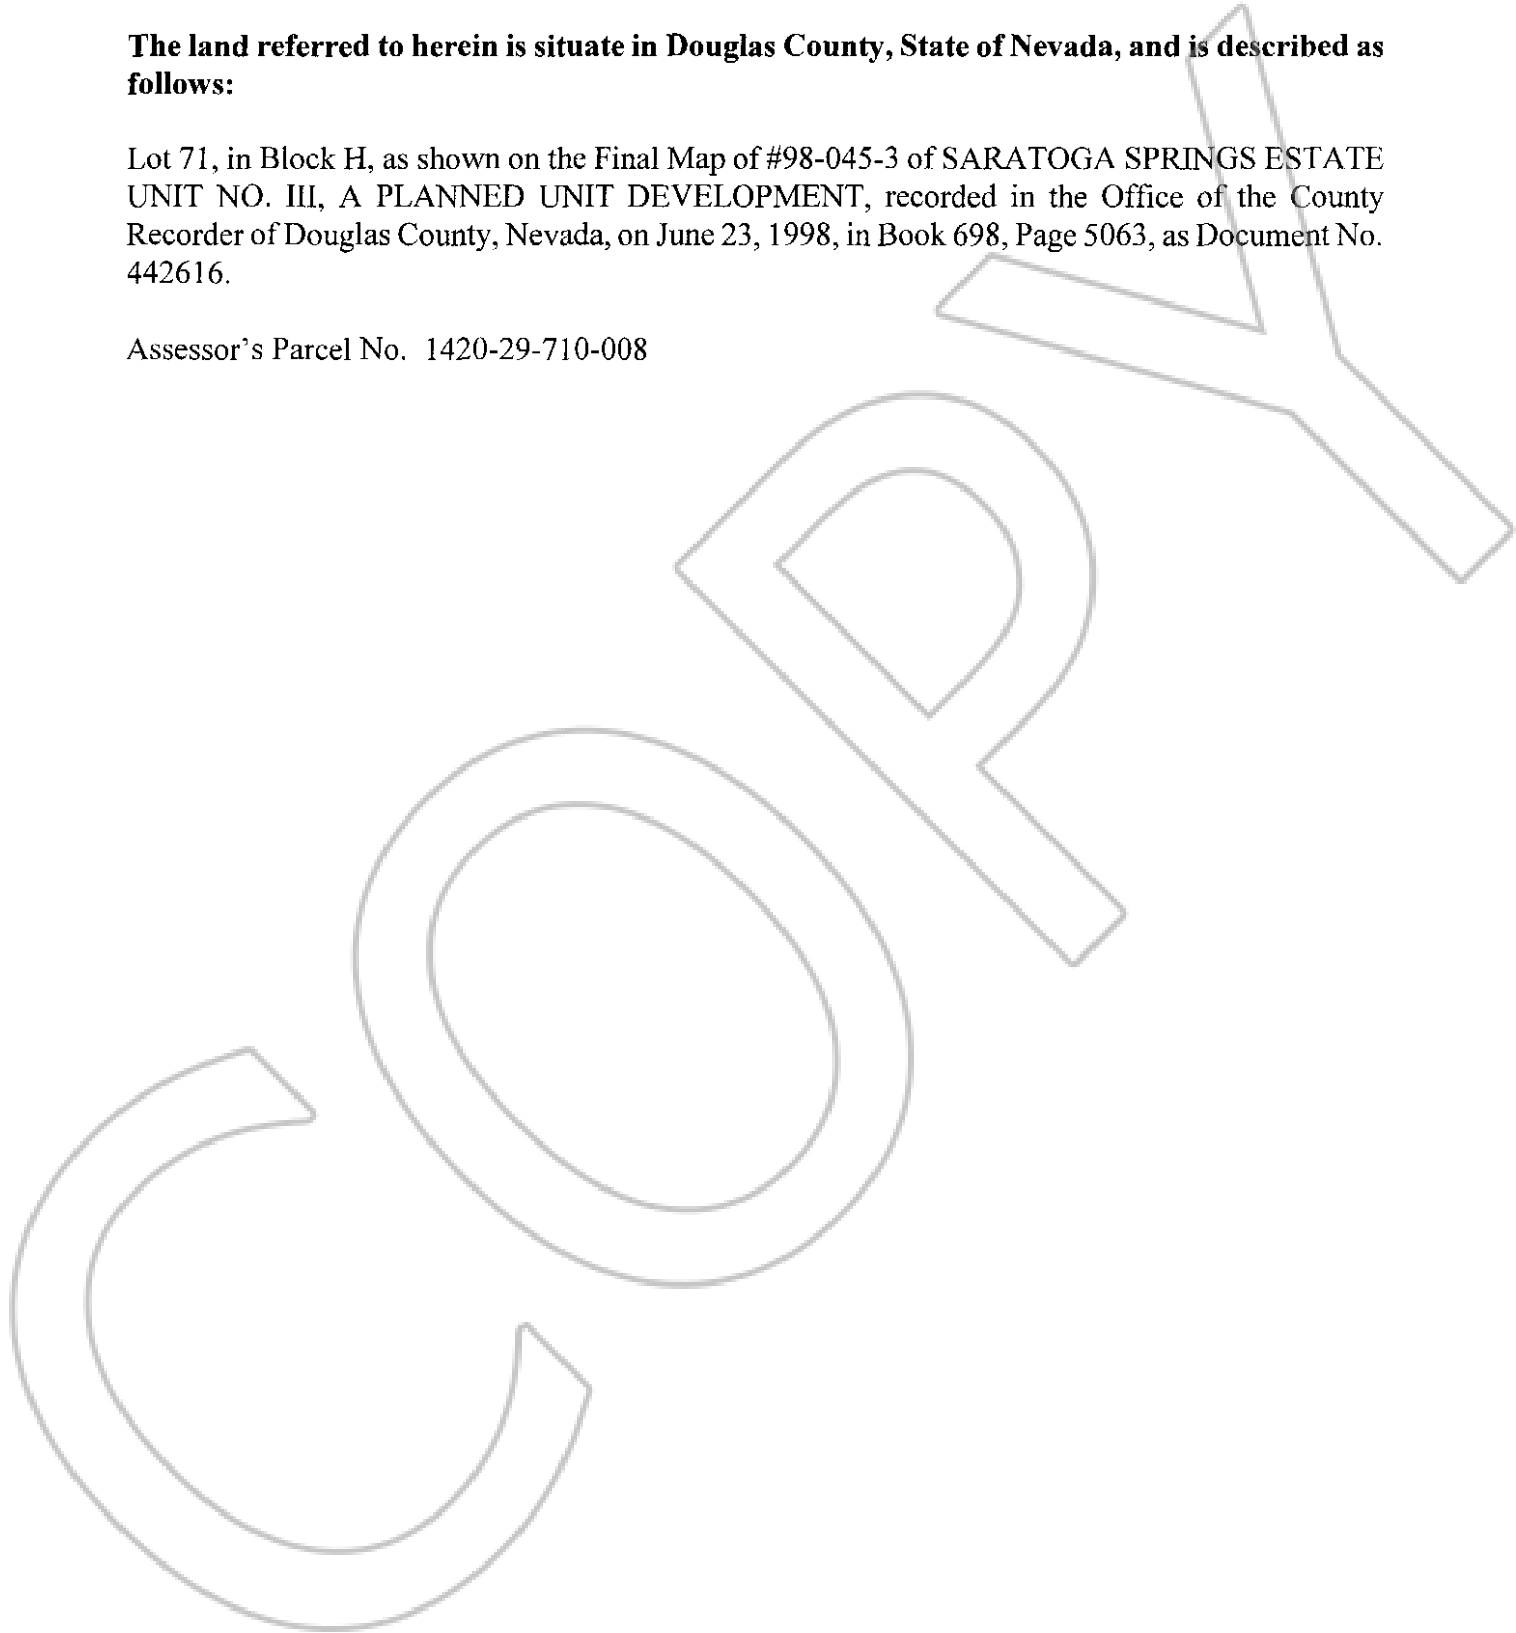 The land referred to herein is situate in Douglas County, State of Nevada, and is described as
follows:
Lot 71, in Block H, as shown on the Final Map of #98-045-3 of SARATOGA SPRINGS ESTATE
UNIT NO. III, A PLANNED UNIT DEVELOPMENT, recorded in the Office of the County
Recorder of Douglas County, Nevada, on June 23, 1998, in Book 698, Page 5063, as Document No.
442616.
Assessor's Parcel No. 1420-29-710-008
COPY